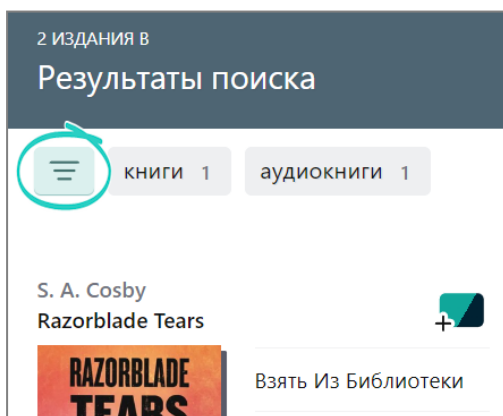 2 ИЗДАНИЯ В
Результаты поиска
книги 1
аудиокниги 1
S. A. Cosby
Razorblade Tears
RAZORBLADE
TEARS
Взять Из Библиотеки